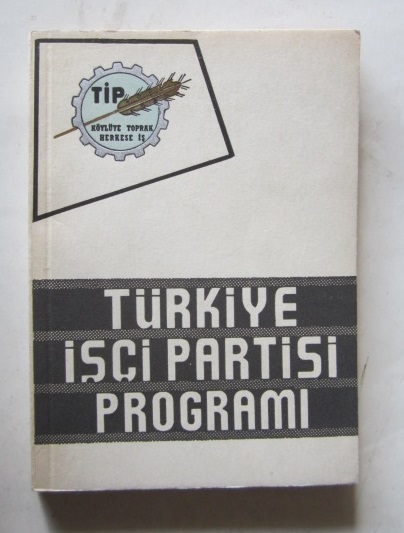 TİP
KÖYLÜYE TOPRAK
HERKESE İŞ
TÜRKİYE
İŞÇİ PARTİSİ
PROGRAMI